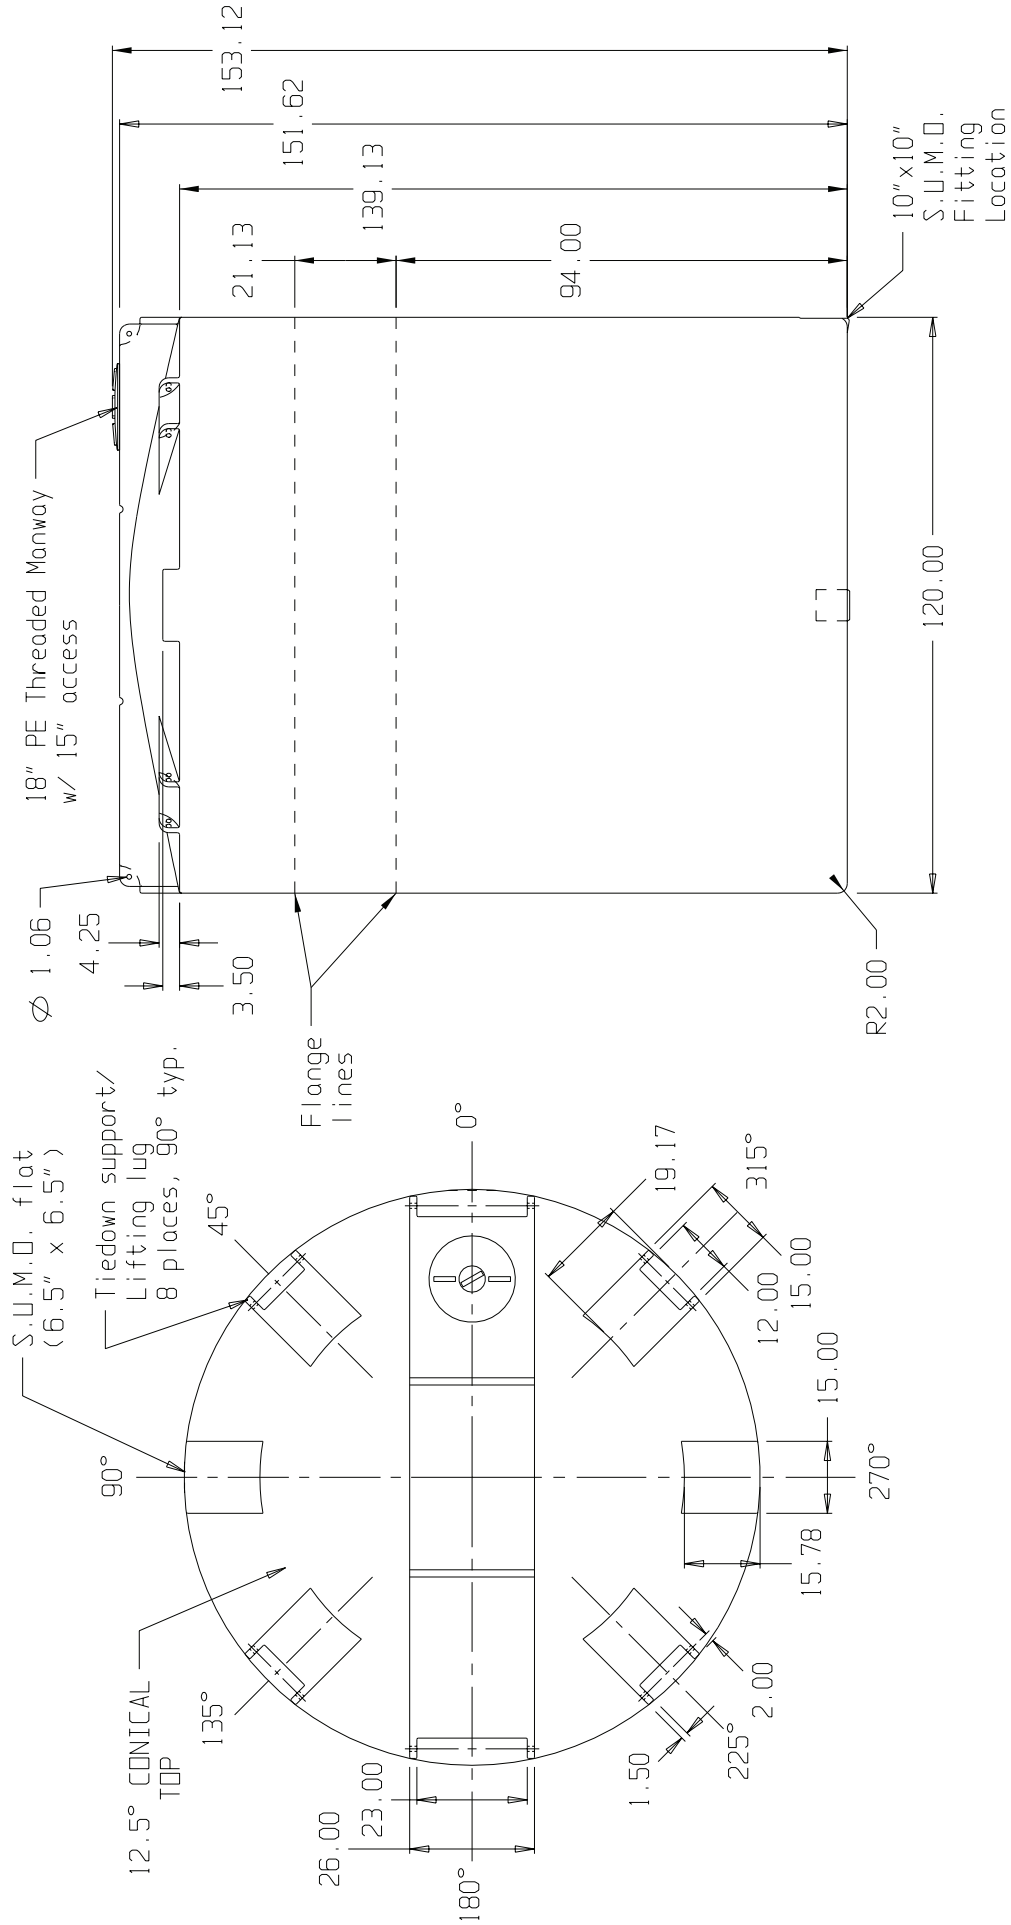 S.U.M.O. flat
(6.5" x 6.5")
Tiedown support/
Lifting lug
8 places, 90° typ.
12.5° CONICAL
TOP
0°
45°
90°
135°
180°
225°
270°
315°
26.00
23.00
1.50
2.00
15.78
15.00
12.00
15.00
19.17
18" PE Threaded Manway
w/ 15" access
Ø 1.06
4.25
3.50
Flange
lines
R2.00
120.00
94.00
21.13
139.13
151.62
153.12
10"x10"
S.U.M.O.
Fitting
Location